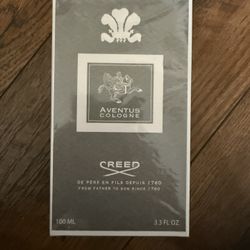 AVENTUS
COLOGNE
CREED
DE PÈRE EN FILS DEPUIS 1760
FROM FATHER TO SON SINCE 1760
100 ML 3.3 FL OZ